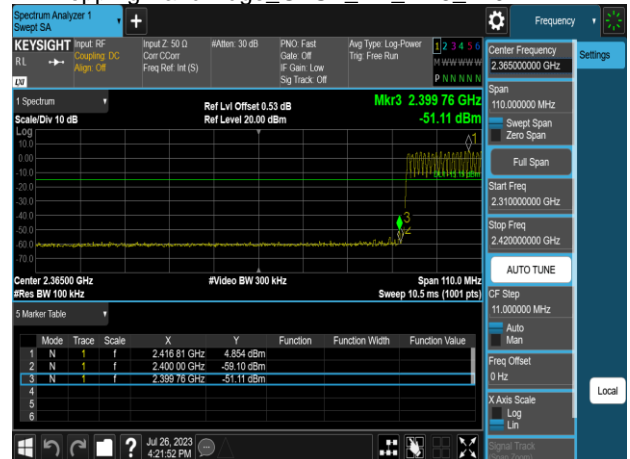 Spectrum Analyzer 1
Swept SA
Frequency
KEYSIGHT
Input: RF
Input Z: 50 Ω
#Atten: 30 dB
PNO: Fast
Avg Type: Log-Power
1 2 3 4 5 6
RL
Coupling: DC
Corr CCorr
Gate: Off
Trig: Free Run
M W W W W W
Align: Off
Freq Ref: Int (S)
IF Gain: Low
Sig Track: Off
P N N N N N
LXI
1 Spectrum
Ref Lvl Offset 0.53 dB
Mkr3 2.399 76 GHz
Scale/Div 10 dB
Ref Level 20.00 dBm
-51.11 dBm
Log
10.0
0.00
-10.0
-20.0
-30.0
-40.0
-50.0
-60.0
-70.0
1
2
3
Center 2.36500 GHz
#Video BW 300 kHz
Span 110.0 MHz
#Res BW 100 kHz
Sweep 10.5 ms (1001 pts)
5 Marker Table
Mode Trace Scale X Y Function Function Width Function Value
1 N 1 f 2.416 81 GHz 4.854 dBm
2 N 1 f 2.400 00 GHz -59.10 dBm
3 N 1 f 2.399 76 GHz -51.11 dBm
4
5
6
Jul 26, 2023
4:21:52 PM
Center Frequency
2.365000000 GHz
Settings
Span
110.000000 MHz
Swept Span
Zero Span
Full Span
Start Freq
2.310000000 GHz
Stop Freq
2.420000000 GHz
AUTO TUNE
CF Step
11.000000 MHz
Auto
Man
Freq Offset
0 Hz
X Axis Scale
Log
Lin
Local
Signal Track
(Span Zoom)